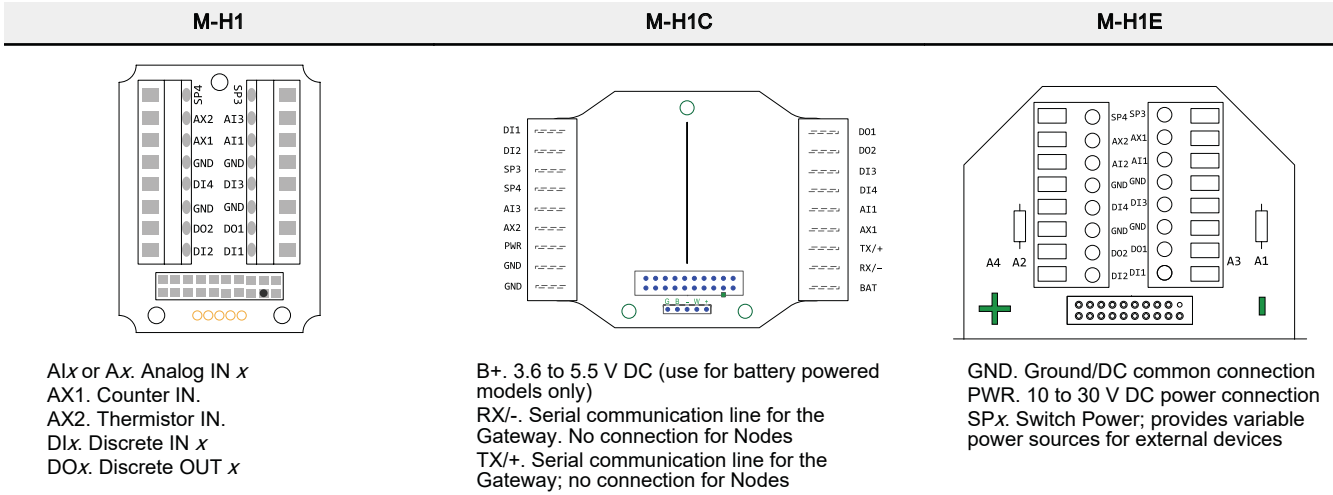 M-H1
M-H1C
M-H1E
SP4 SP3
AX2 AI3
AX1 AI1
GND GND
DI4 DI3
GND GND
DO2 DO1
DI2 DI1
DI1
DI2
SP3
SP4
AI3
AX2
PWR
GND
GND
DO1
DO2
DI3
DI4
AI1
AX1
TX/+
RX/-
BAT
G B - W +
SP4 SP3
AX2 AX1
AI2 AI1
GND GND
DI4 DI3
GND GND
DO2 DO1
DI2 DI1
A4 A2
A3 A1
AIx or Ax. Analog IN x
AX1. Counter IN.
AX2. Thermistor IN.
DIx. Discrete IN x
DOx. Discrete OUT x
B+. 3.6 to 5.5 V DC (use for battery powered
models only)
RX/-. Serial communication line for the
Gateway. No connection for Nodes
TX/+. Serial communication line for the
Gateway; no connection for Nodes
GND. Ground/DC common connection
PWR. 10 to 30 V DC power connection
SPx. Switch Power; provides variable
power sources for external devices